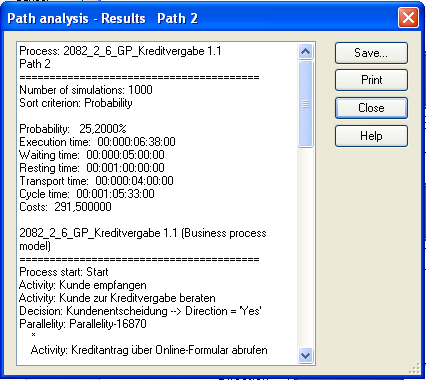 Path analysis - Results   Path 2
Process: 2082_2_6_GP_Kreditvergabe 1.1
Path 2
========================================
Number of simulations: 1000
Sort criterion: Probability
Probability:   25,2000%
Execution time:  00:000:06:38:00
Waiting time:  00:000:05:00:00
Resting time:  00:001:00:00:00
Transport time:  00:000:04:00:00
Cycle time:  00:001:05:33:00
Costs:  291,500000
2082_2_6_GP_Kreditvergabe 1.1 (Business process
model)
========================================
Process start: Start
Activity: Kunde empfangen
Activity: Kunde zur Kreditvergabe beraten
Decision: Kundenentscheidung --> Direction = 'Yes'
Parallelity: Parallelity-16870
*
Activity: Kreditantrag über Online-Formular abrufen
Save...
Print
Close
Help